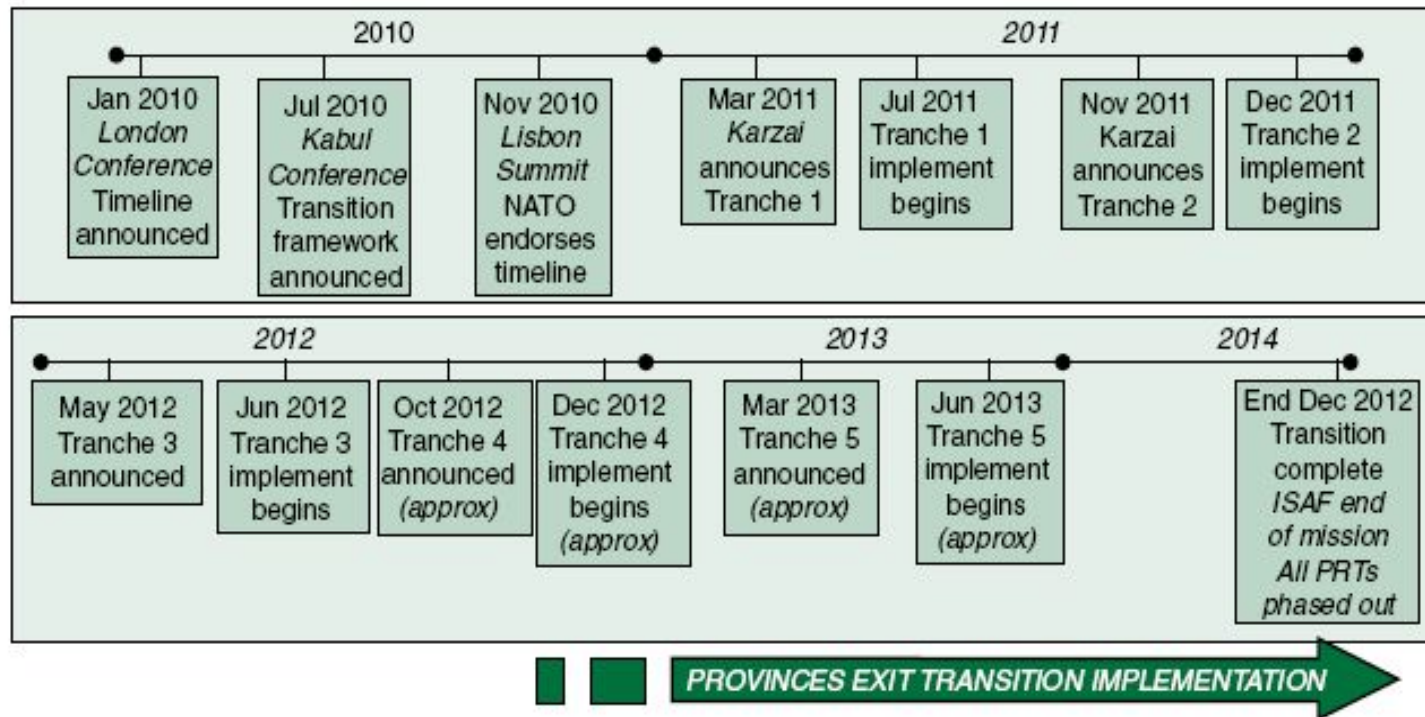 2010
2011
Jan 2010
London
Conference
Timeline
announced
Jul 2010
Kabul
Conference
Transition
framework
announced
Nov 2010
Lisbon
Summit
NATO
endorses
timeline
Mar 2011
Karzai
announces
Tranche 1
Jul 2011
Tranche 1
implement
begins
Nov 2011
Karzai
announces
Tranche 2
Dec 2011
Tranche 2
implement
begins
2012
2013
2014
May 2012
Tranche 3
announced
Jun 2012
Tranche 3
implement
begins
Oct 2012
Tranche 4
announced
(approx)
Dec 2012
Tranche 4
implement
begins
(approx)
Mar 2013
Tranche 5
announced
(approx)
Jun 2013
Tranche 5
implement
begins
(approx)
End Dec 2012
Transition
complete
ISAF end
of mission
All PRTs
phased out
PROVINCES EXIT TRANSITION IMPLEMENTATION